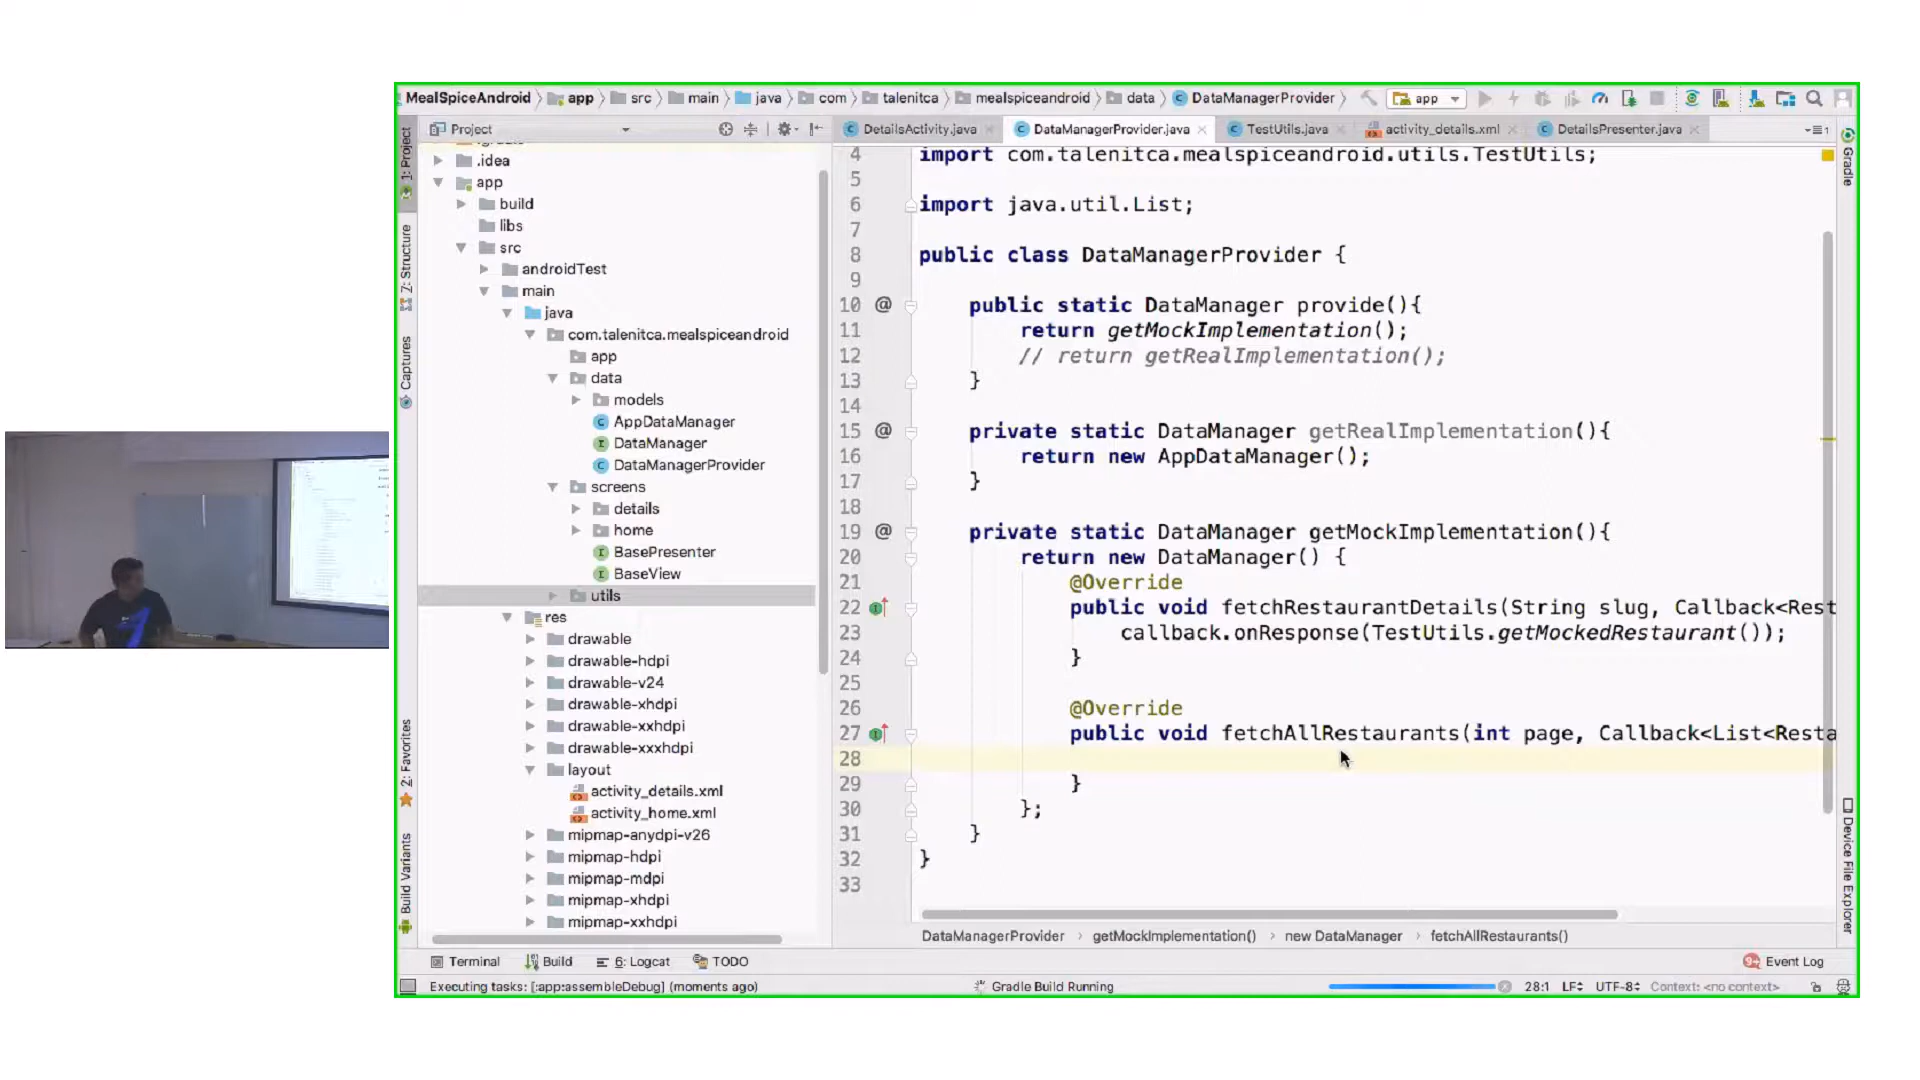 MealSpiceAndroid app src main java com talenitca mealspiceandroid data DataManagerProvider app
Project
DetailsActivity.java DataManagerProvider.java TestUtils.java activity_details.xml DetailsPresenter.java
1: Project
Z: Structure
Captures
2: Favorites
Build Variants
.idea
app
build
libs
src
androidTest
main
java
com.talenitca.mealspiceandroid
app
data
models
AppDataManager
DataManager
DataManagerProvider
screens
details
home
BasePresenter
BaseView
utils
res
drawable
drawable-hdpi
drawable-v24
drawable-xhdpi
drawable-xxhdpi
drawable-xxxhdpi
layout
activity_details.xml
activity_home.xml
mipmap-anydpi-v26
mipmap-hdpi
mipmap-mdpi
mipmap-xhdpi
mipmap-xxhdpi
4 import com.talenitca.mealspiceandroid.utils.TestUtils;
5
6 import java.util.List;
7
8 public class DataManagerProvider {
9
10 @ public static DataManager provide(){
11 return getMockImplementation();
12 // return getRealImplementation();
13 }
14
15 @ private static DataManager getRealImplementation(){
16 return new AppDataManager();
17 }
18
19 @ private static DataManager getMockImplementation(){
20 return new DataManager() {
21 @Override
22 public void fetchRestaurantDetails(String slug, Callback<Rest
23 callback.onResponse(TestUtils.getMockedRestaurant());
24 }
25
26 @Override
27 public void fetchAllRestaurants(int page, Callback<List<Resta
28
29 }
30 };
31 }
32 }
33
DataManagerProvider › getMockImplementation() › new DataManager › fetchAllRestaurants()
Gradle
Device File Explorer
Terminal Build 6: Logcat TODO Event Log
Executing tasks: [:app:assembleDebug] (moments ago) Gradle Build Running 28:1 LF UTF-8 Context: <no context>